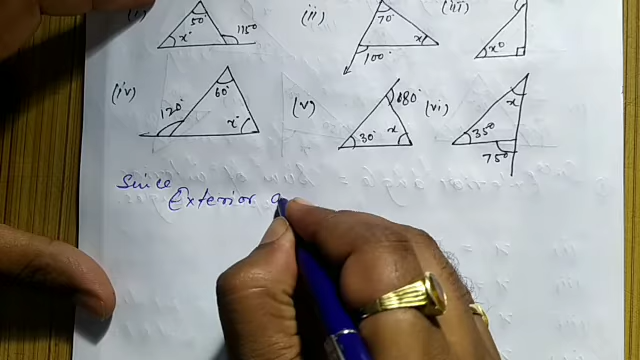 (i) 50° x° 115°
(ii) 70° x 100°
(iii) x°
(iv) 120° 60° x°
(v) 80° 30° x
(vi) x 35° 75°
Since
Exterior a